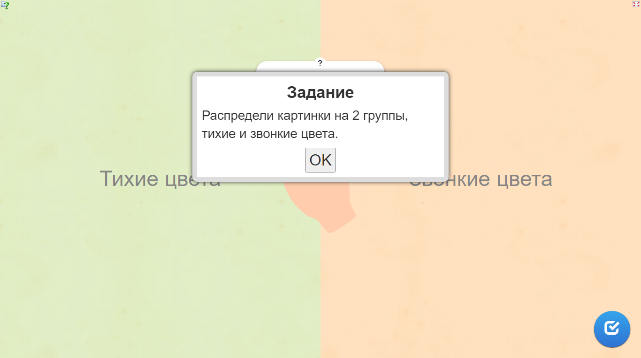 ?
Задание
Распредели картинки на 2 группы,
тихие и звонкие цвета.
OK
Тихие цвета
Звонкие цвета